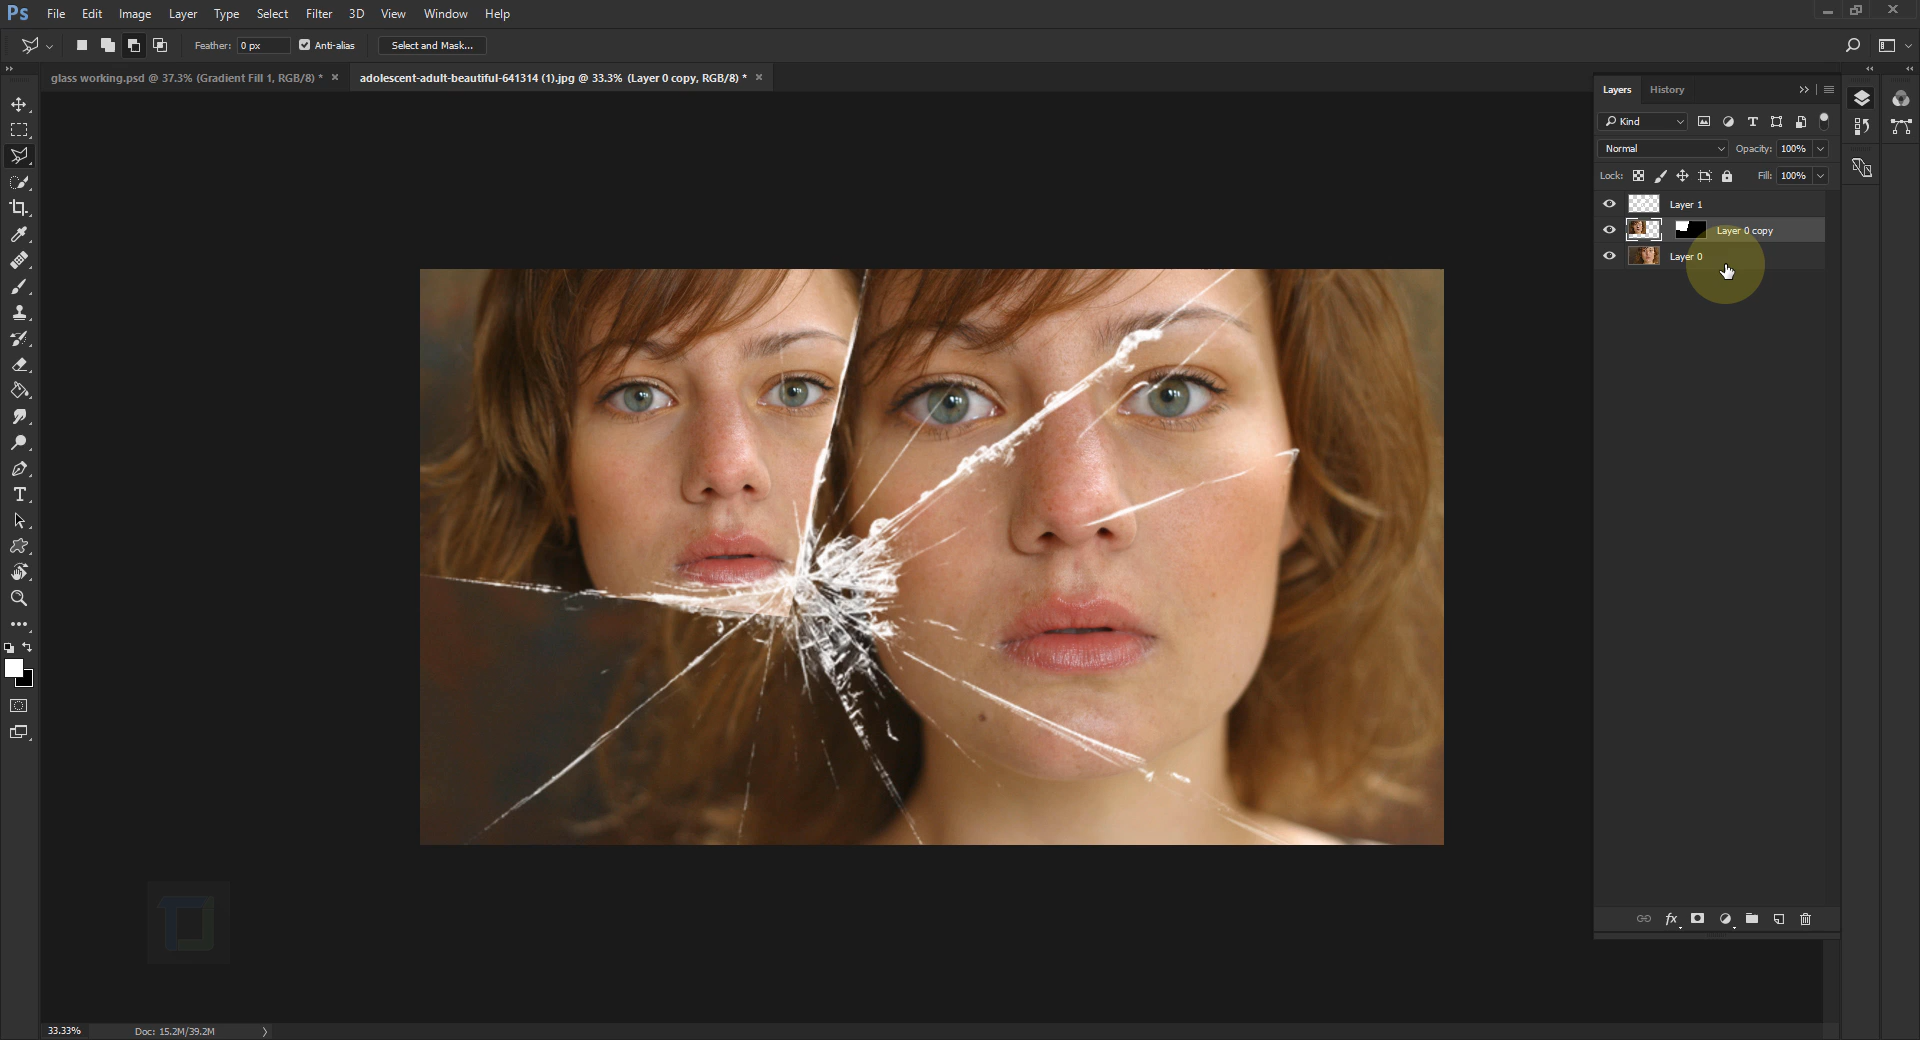 Ps File Edit Image Layer Type Select Filter 3D View Window Help
Feather: 0 px Anti-alias Select and Mask...
glass working.psd @ 37.3% (Gradient Fill 1, RGB/8) * ×
adolescent-adult-beautiful-641314 (1).jpg @ 33.3% (Layer 0 copy, RGB/8) * ×
Layers History
Kind
Normal Opacity: 100%
Lock: Fill: 100%
Layer 1
Layer 0 copy
Layer 0
fx
33.33% Doc: 15.2M/39.2M